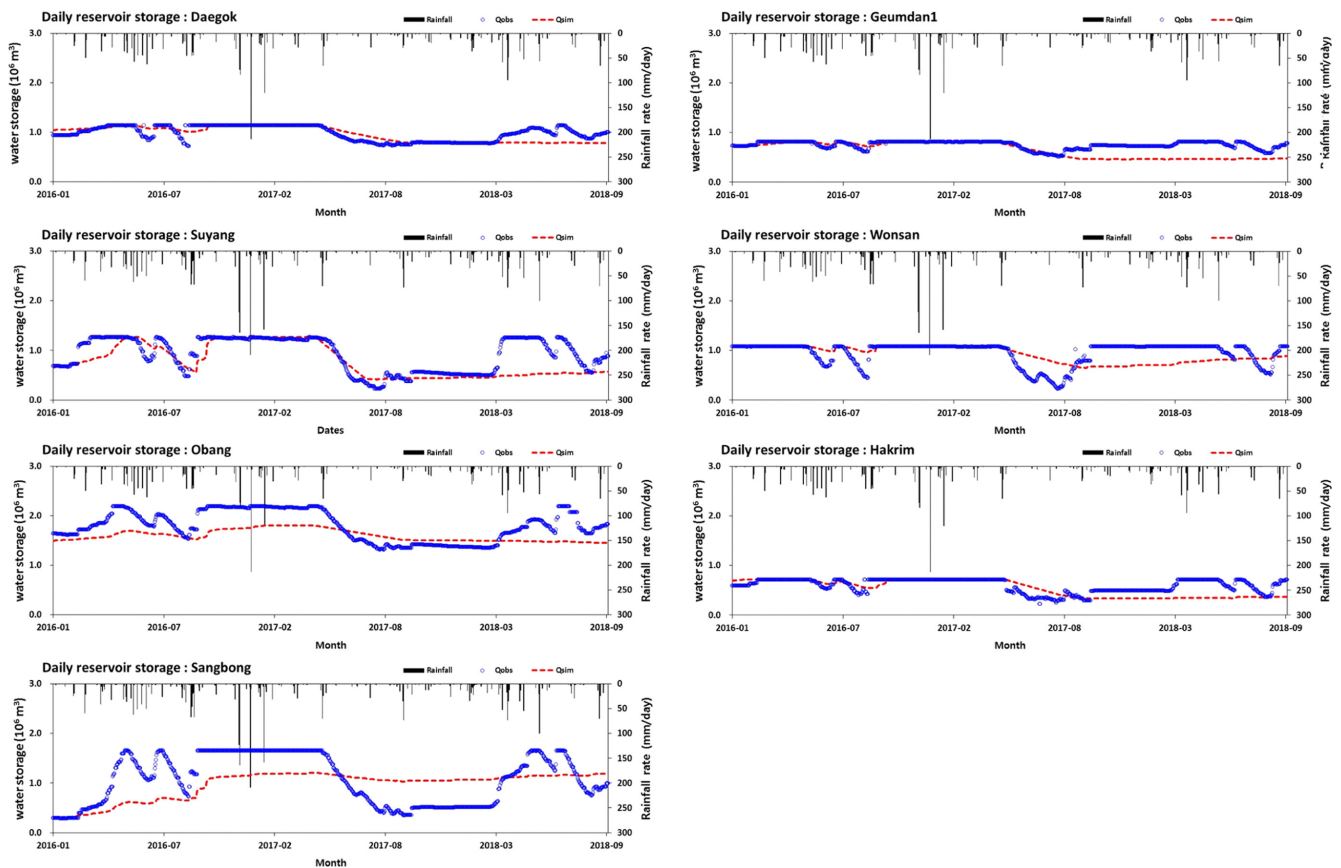 Daily reservoir storage : Daegok
Rainfall Qobs Qsim
water storage (10⁶ m³)
3.0
2.0
1.0
0.0
0
50
100
150
200
250
300
Rainfall rate (mm/day)
2016-01 2016-07 2017-02 2017-08 2018-03 2018-09
Month
Daily reservoir storage : Geumdan1
Rainfall Qobs Qsim
water storage (10⁶ m³)
3.0
2.0
1.0
0.0
0
50
100
150
200
250
300
2016-01 2016-07 2017-02 2017-08 2018-03 2018-09
Month
Daily reservoir storage : Suyang
Rainfall Qobs Qsim
water storage (10⁶ m³)
3.0
2.0
1.0
0.0
0
50
100
150
200
250
300
Rainfall rate (mm/day)
2016-01 2016-07 2017-02 2017-08 2018-03 2018-09
Dates
Daily reservoir storage : Wonsan
Rainfall Qobs Qsim
water storage (10⁶ m³)
3.0
2.0
1.0
0.0
0
50
100
150
200
250
300
Rainfall rate (mm/day)
2016-01 2016-07 2017-02 2017-08 2018-03 2018-09
Month
Daily reservoir storage : Obang
Rainfall Qobs Qsim
water storage (10⁶ m³)
3.0
2.0
1.0
0.0
0
50
100
150
200
250
300
Rainfall rate (mm/day)
2016-01 2016-07 2017-02 2017-08 2018-03 2018-09
Month
Daily reservoir storage : Hakrim
Rainfall Qobs Qsim
water storage (10⁶ m³)
3.0
2.0
1.0
0.0
0
50
100
150
200
250
300
Rainfall rate (mm/day)
2016-01 2016-07 2017-02 2017-08 2018-03 2018-09
Month
Daily reservoir storage : Sangbong
Rainfall Qobs Qsim
water storage (10⁶ m³)
3.0
2.0
1.0
0.0
0
50
100
150
200
250
300
Rainfall rate (mm/day)
2016-01 2016-07 2017-02 2017-08 2018-03 2018-09
Month